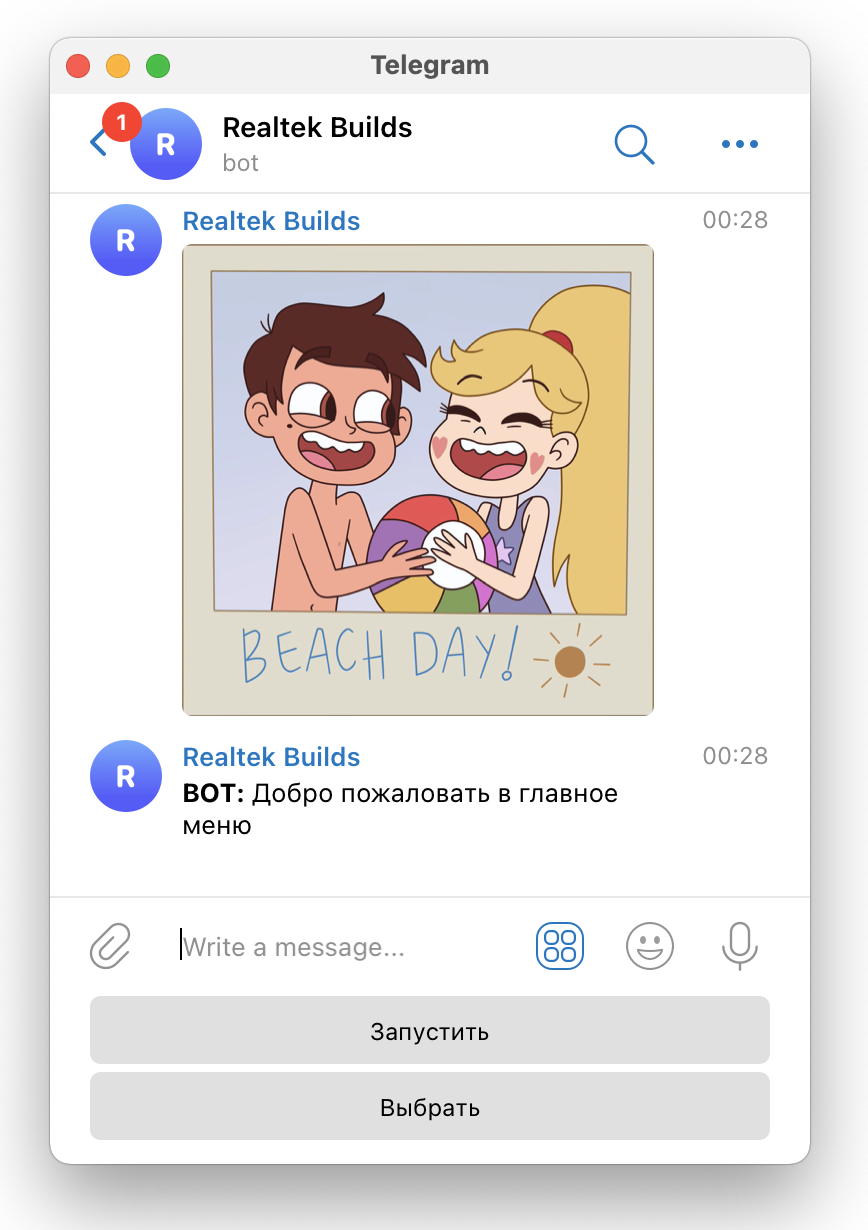 Telegram
1
R
Realtek Builds
bot
R
Realtek Builds
00:28
BEACH DAY!
R
Realtek Builds
00:28
BOT: Добро пожаловать в главное
меню
Write a message...
Запустить
Выбрать